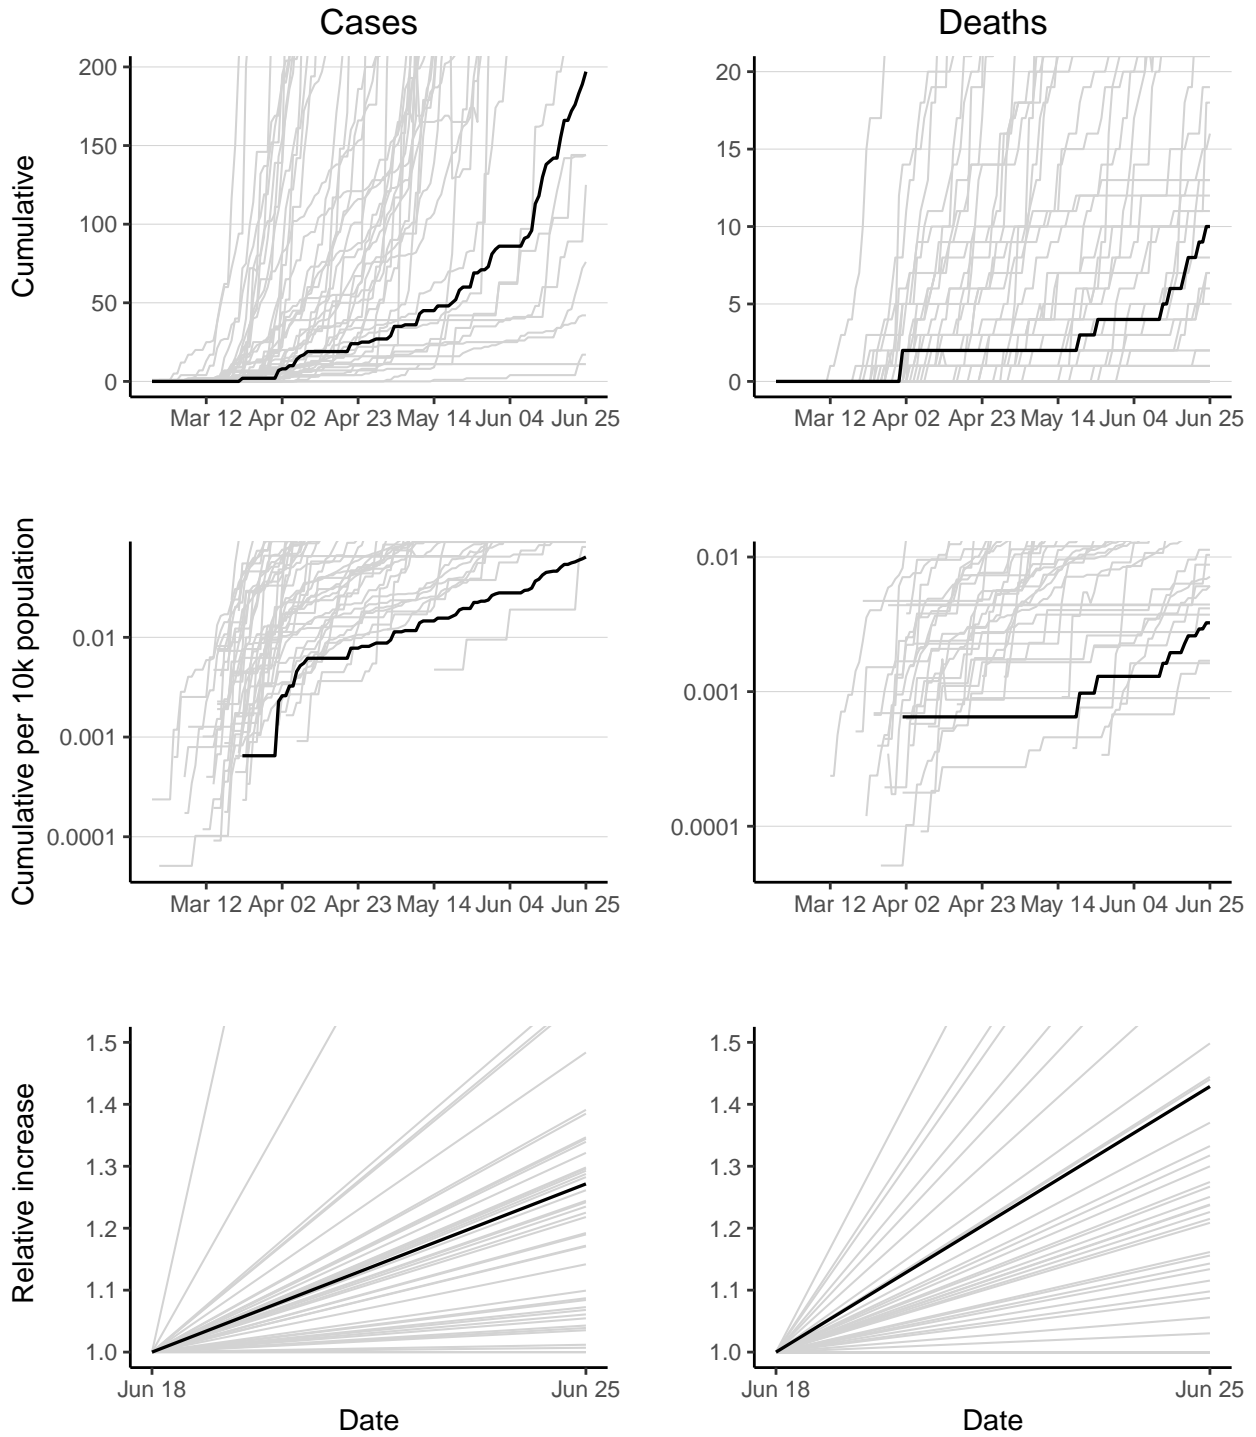 Cases
Deaths
Cumulative
200
150
100
50
0
Mar 12 Apr 02 Apr 23 May 14 Jun 04 Jun 25
20
15
10
5
0
Mar 12 Apr 02 Apr 23 May 14 Jun 04 Jun 25
Cumulative per 10k population
0.01
0.001
0.0001
Mar 12 Apr 02 Apr 23 May 14 Jun 04 Jun 25
0.01
0.001
0.0001
Mar 12 Apr 02 Apr 23 May 14 Jun 04 Jun 25
Relative increase
1.5
1.4
1.3
1.2
1.1
1.0
Jun 18 Jun 25
Date
1.5
1.4
1.3
1.2
1.1
1.0
Jun 18 Jun 25
Date